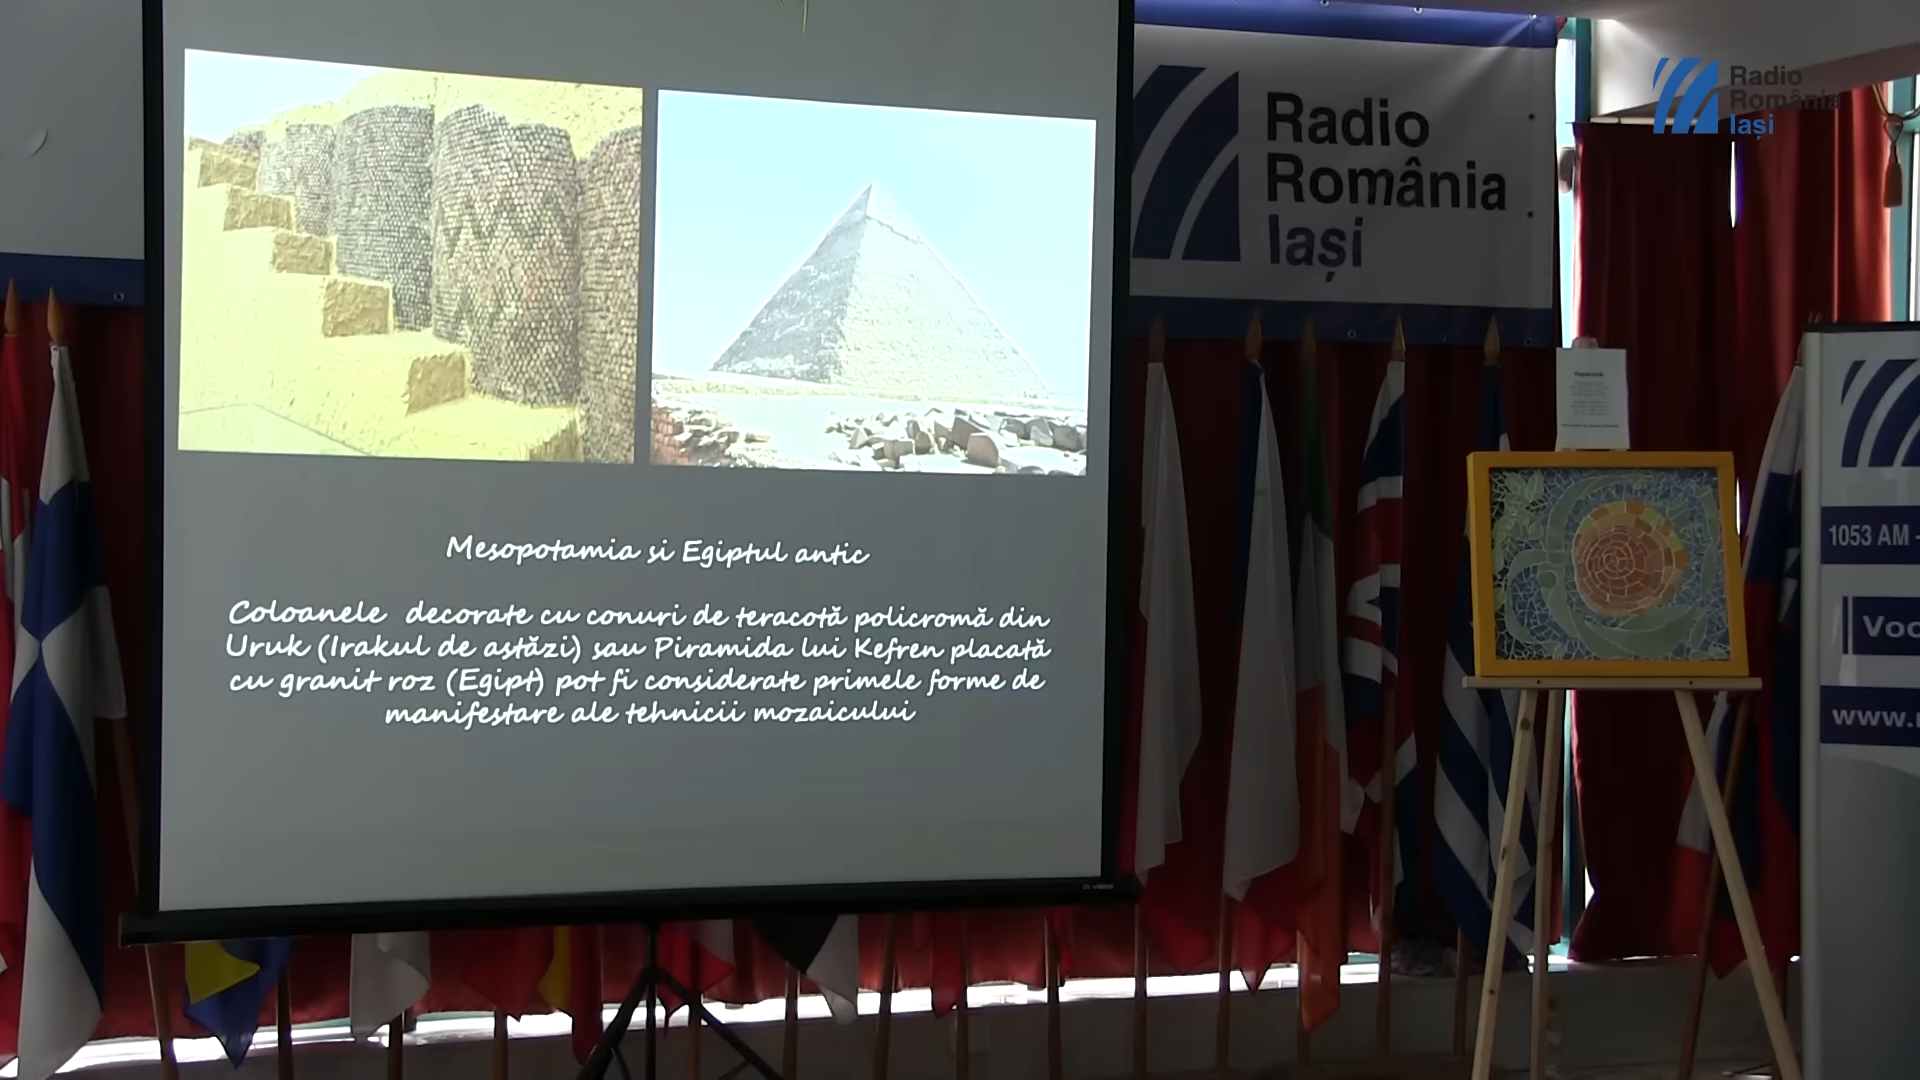 Mesopotamia si Egiptul antic
Coloanele decorate cu conuri de teracotă policromă din
Uruk (Irakul de astăzi) sau Piramida lui Kefren placată
cu granit roz (Egipt) pot fi considerate primele forme de
manifestare ale tehnicii mozaicului
Radio
România
Iași
Radio
România
Iași
1053 AM -
Voc
www.